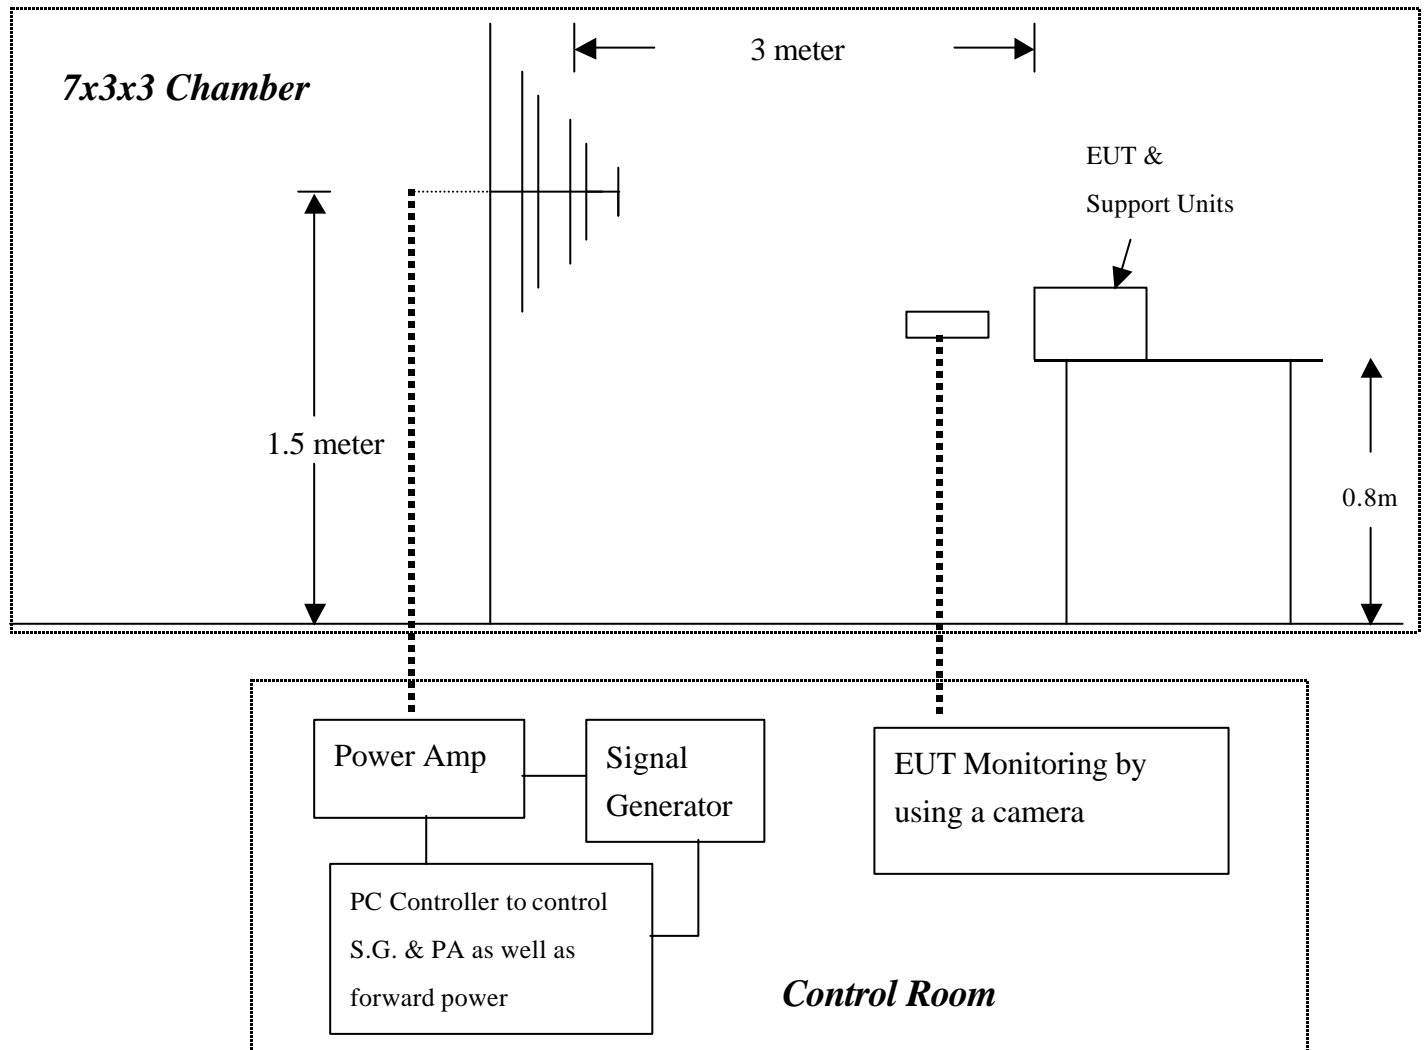 3 meter
7x3x3 Chamber
EUT &
Support Units
1.5 meter
0.8m
Power Amp
Signal
Generator
EUT Monitoring by
using a camera
PC Controller to control
S.G. & PA as well as
forward power
Control Room